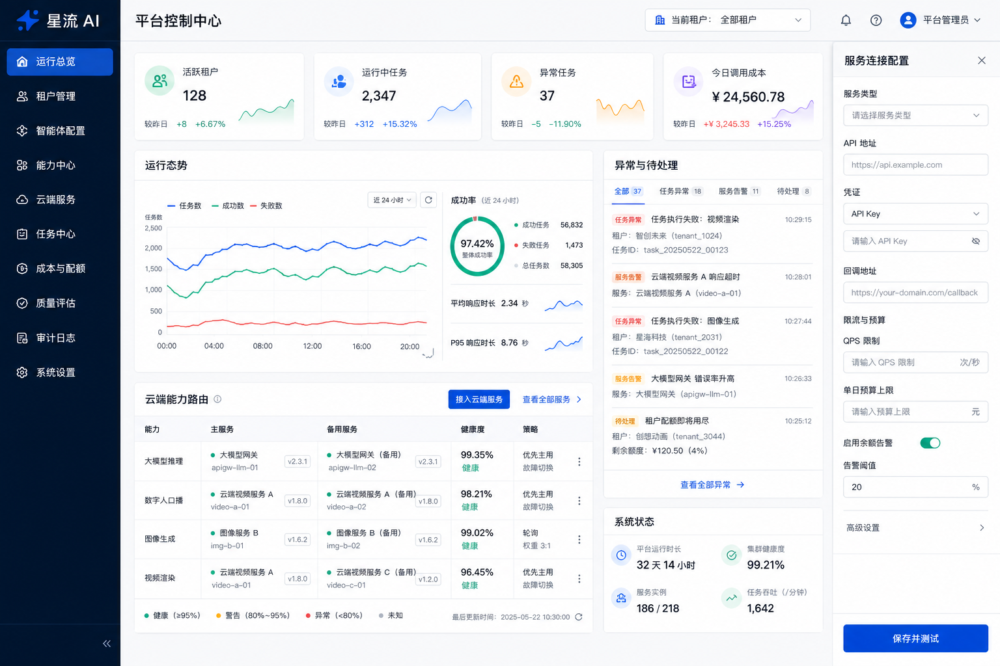 星流 AI
平台控制中心
当前租户： 全部租户
平台管理员
运行总览
租户管理
智能体配置
能力中心
云端服务
任务中心
成本与配额
质量评估
审计日志
系统设置
活跃租户
128
较昨日 +8 +6.67%
运行中任务
2,347
较昨日 +312 +15.32%
异常任务
37
较昨日 −5 −11.90%
今日调用成本
¥ 24,560.78
较昨日 +¥ 3,245.33 +15.25%
运行态势
任务数 成功数 失败数
近 24 小时
任务数
2,500
2,000
1,500
1,000
500
0
00:00 04:00 08:00 12:00 16:00 20:00
成功率 （近 24 小时）
97.42%
整体成功率
成功任务 56,832
失败任务 1,473
总任务数 58,305
平均响应时长 2.34 秒
P95 响应时长 8.76 秒
云端能力路由
接入云端服务
查看全部服务
能力 主服务 备用服务 健康度 策略
大模型推理
大模型网关
apigw-llm-01
v2.3.1
大模型网关（备用）
apigw-llm-02
v2.3.1
99.35%
健康
优先主用
故障切换
数字人口播
云端视频服务 A
video-a-01
v1.8.0
云端视频服务 A（备用）
video-a-02
v1.8.0
98.21%
健康
优先主用
故障切换
图像生成
图像服务 B
img-b-01
v1.6.2
图像服务 B（备用）
img-b-02
v1.6.2
99.02%
健康
轮询
权重 3:1
视频渲染
云端视频服务 A
video-a-01
v1.8.0
云端视频服务 C（备用）
video-c-01
v1.2.0
96.45%
健康
优先主用
故障切换
健康（≥95%） 警告（80%~95%） 异常（<80%） 未知
最后更新时间：2025-05-22 10:30:00
异常与待处理
全部 37 任务异常 18 服务告警 11 待处理 8
任务异常 任务执行失败：视频渲染 10:29:15
租户：智创未来（tenant_1024）
任务ID：task_20250522_00123
服务告警 云端视频服务 A 响应超时 10:28:01
服务：云端视频服务 A（video-a-01）
任务异常 任务执行失败：图像生成 10:27:44
租户：星海科技（tenant_2031）
任务ID：task_20250522_00122
服务告警 大模型网关 错误率升高 10:26:33
服务：大模型网关（apigw-llm-01）
待处理 租户配额即将用尽 10:25:12
租户：创想动画（tenant_3044）
剩余额度：¥120.50（4%）
查看全部异常
系统状态
平台运行时长
32 天 14 小时
集群健康度
99.21%
服务实例
186 / 218
任务吞吐（/分钟）
1,642
服务连接配置
服务类型
请选择服务类型
API 地址
https://api.example.com
凭证
API Key
请输入 API Key
回调地址
https://your-domain.com/callback
限流与预算
QPS 限制
请输入 QPS 限制 次/秒
单日预算上限
请输入预算上限 元
启用余额告警
告警阈值
20 %
高级设置
保存并测试